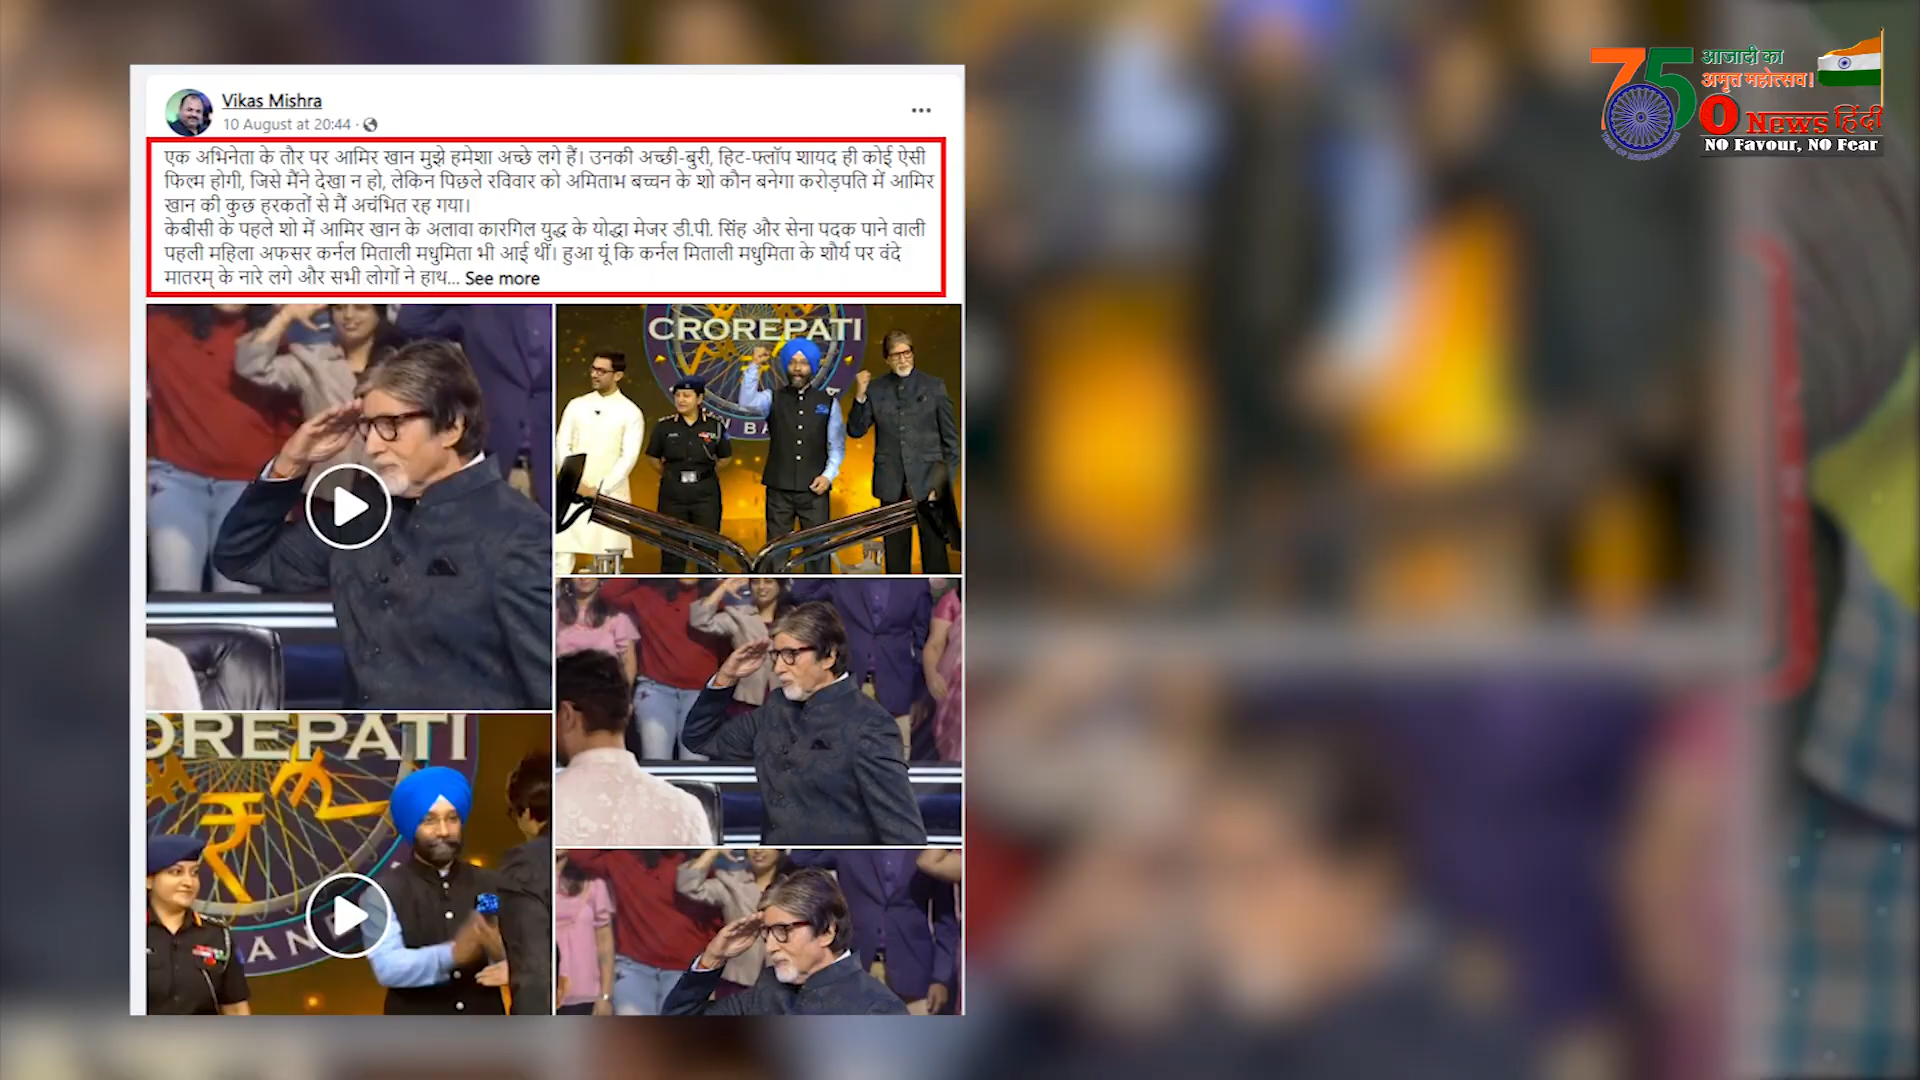 Vikas Mishra
10 August at 20:44
एक अभिनेता के तौर पर आमिर खान मुझे हमेशा अच्छे लगे हैं। उनकी अच्छी-बुरी, हिट-फ्लॉप शायद ही कोई ऐसी
फिल्म होगी, जिसे मैंने देखा न हो, लेकिन पिछले रविवार को अमिताभ बच्चन के शो कौन बनेगा करोड़पति में आमिर
खान की कुछ हरकतों से मैं अचंभित रह गया।
केबीसी के पहले शो में आमिर खान के अलावा कारगिल युद्ध के योद्धा मेजर डी.पी. सिंह और सेना पदक पाने वाली
पहली महिला अफसर कर्नल मिताली मधुमिता भी आई थीं। हुआ यूं कि कर्नल मिताली मधुमिता के शौर्य पर वंदे
मातरम् के नारे लगे और सभी लोगों ने हाथ... See more
CROREPATI
N BA
OREPATI
BANE
75
आजादी का
अमृत महोत्सव।
O News हिंदी
NO Favour, NO Fear